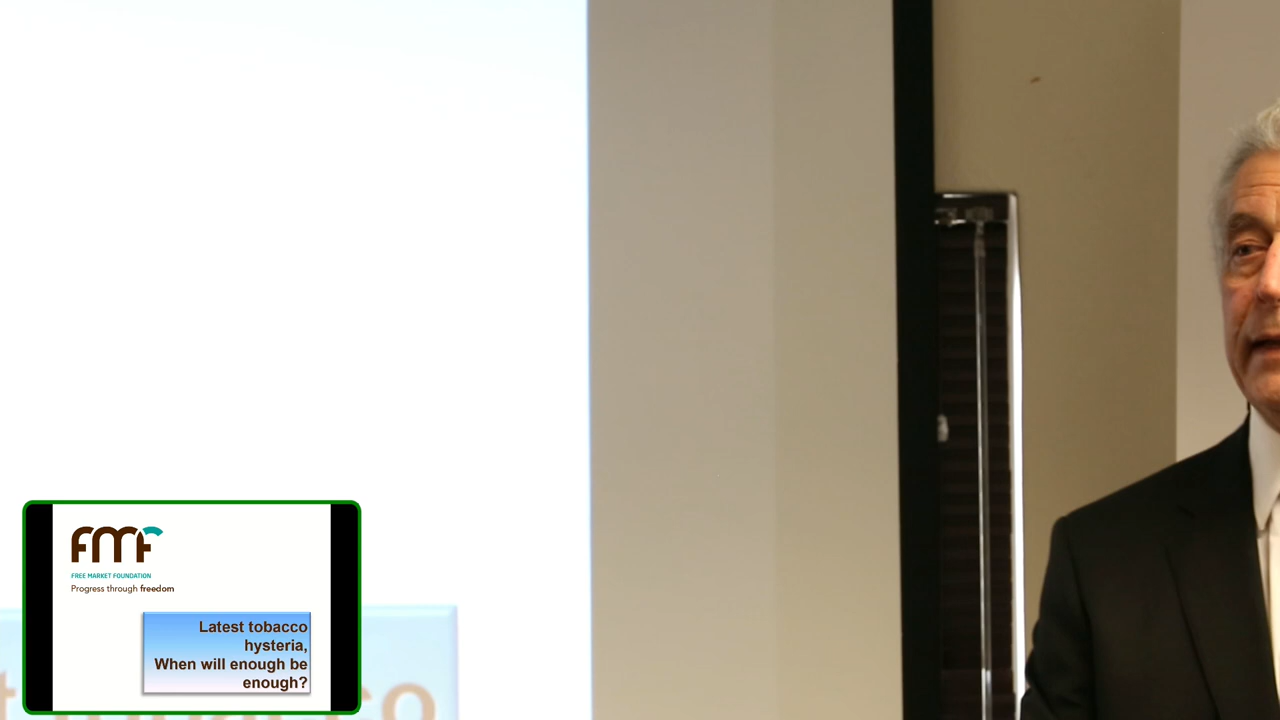 fmf
FREE MARKET FOUNDATION
Progress through freedom
Latest tobacco
hysteria,
When will enough be
enough?